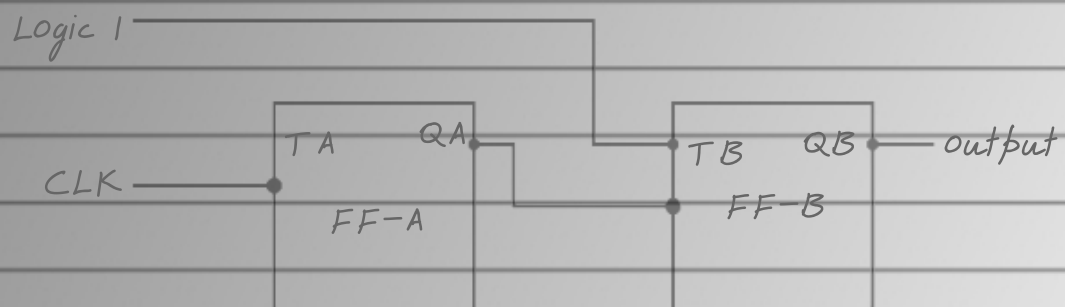 Logic 1
TA QA TB QB output
CLK
FF-A FF-B